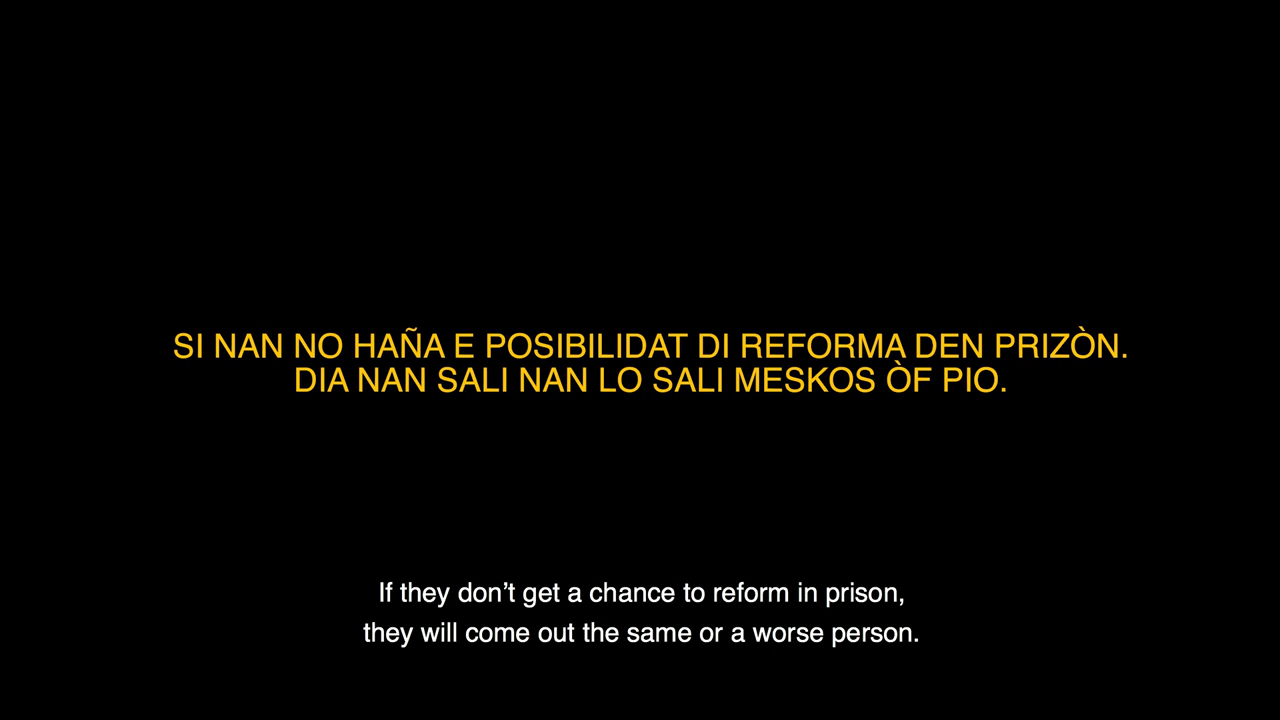 SI NAN NO HAÑA E POSIBILIDAT DI REFORMA DEN PRIZÒN.
DIA NAN SALI NAN LO SALI MESKOS ÒF PIO.
If they don’t get a chance to reform in prison,
they will come out the same or a worse person.